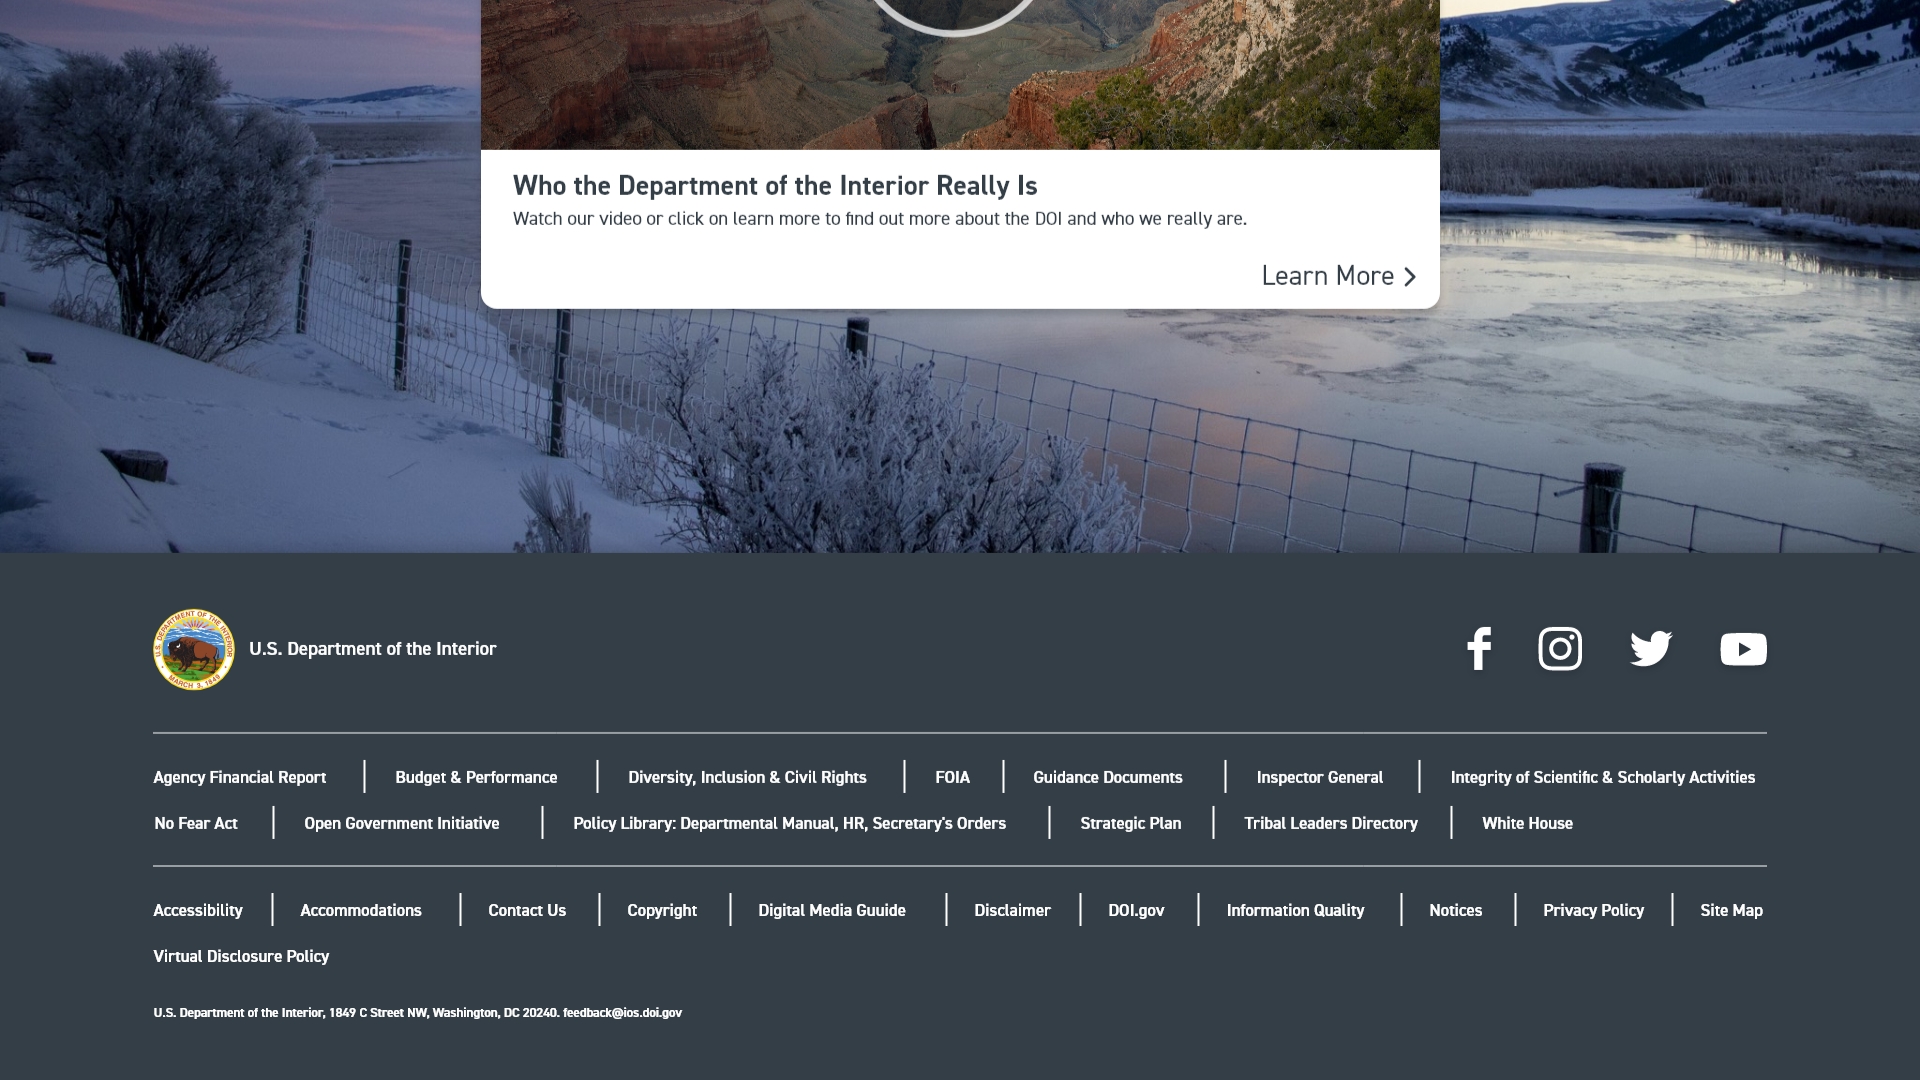 Who the Department of the Interior Really Is
Watch our video or click on learn more to find out more about the DOI and who we really are.
Learn More
U.S. DEPARTMENT OF THE INTERIOR
MARCH 3, 1849
U.S. Department of the Interior
Agency Financial Report Budget & Performance Diversity, Inclusion & Civil Rights FOIA Guidance Documents Inspector General Integrity of Scientific & Scholarly Activities
No Fear Act Open Government Initiative Policy Library: Departmental Manual, HR, Secretary's Orders Strategic Plan Tribal Leaders Directory White House
Accessibility Accommodations Contact Us Copyright Digital Media Guuide Disclaimer DOI.gov Information Quality Notices Privacy Policy Site Map
Virtual Disclosure Policy
U.S. Department of the Interior, 1849 C Street NW, Washington, DC 20240. feedback@ios.doi.gov